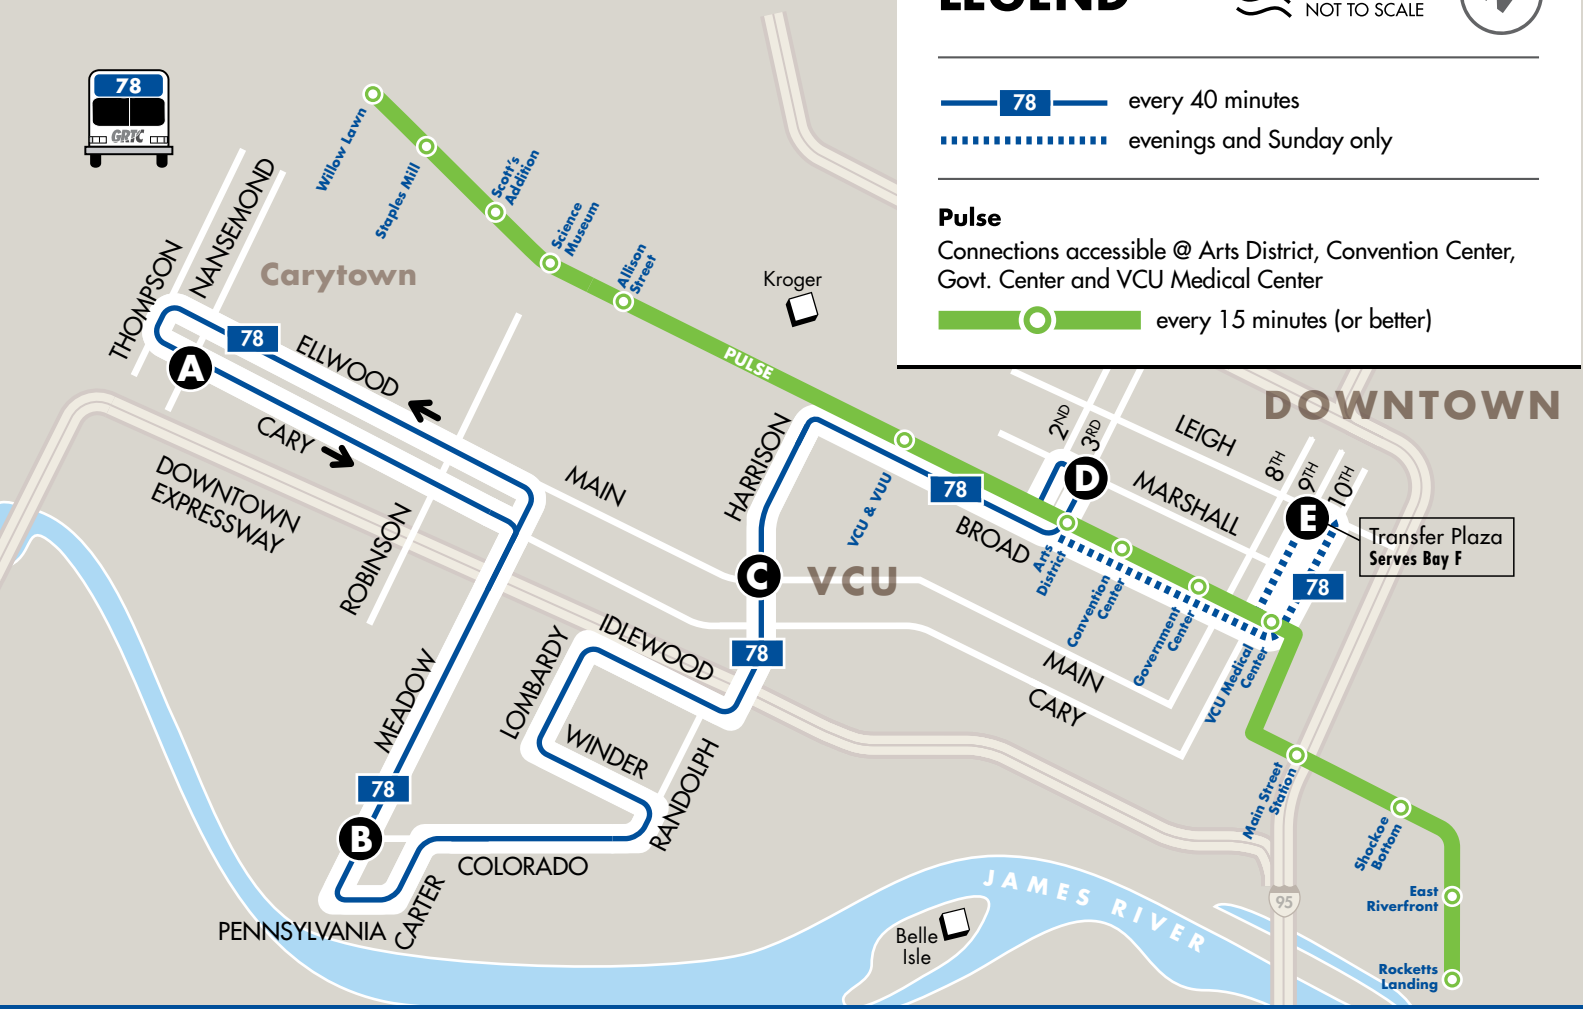 LEGEND
NOT TO SCALE
78
every 40 minutes
evenings and Sunday only
Pulse
Connections accessible @ Arts District, Convention Center,
Govt. Center and VCU Medical Center
every 15 minutes (or better)
78
GRTC
Willow Lawn
Staples Mill
Scott's
Addition
Science
Museum
Allison
Street
THOMPSON
NANSEMOND
Carytown
Kroger
78
ELLWOOD
A
PULSE
CARY
DOWNTOWN
EXPRESSWAY
ROBINSON
MAIN
HARRISON
VCU & VUU
78
BROAD
DOWNTOWN
2ND
3RD
LEIGH
D
MARSHALL
8TH
9TH
10TH
E
Transfer Plaza
Serves Bay F
78
Arts
District
Convention
Center
Government
Center
VCU Medical
Center
C
VCU
78
IDLEWOOD
LOMBARDY
WINDER
RANDOLPH
MEADOW
78
B
COLORADO
CARTER
PENNSYLVANIA
MAIN
CARY
Main Street
Station
Shockoe
Bottom
East
Riverfront
Rocketts
Landing
95
JAMES RIVER
Belle
Isle